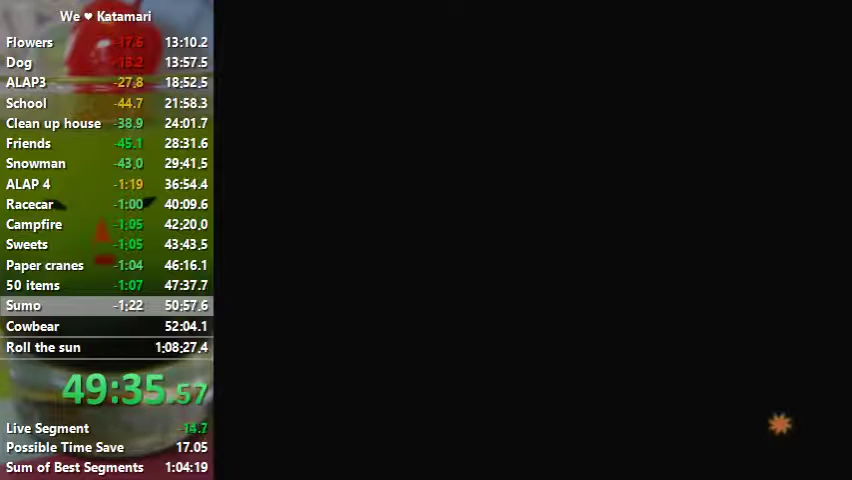 We ♥ Katamari
Flowers -17.6 13:10.2
Dog -13.2 13:57.5
ALAP3 -27.8 18:52.5
School -44.7 21:58.3
Clean up house -38.9 24:01.7
Friends -45.1 28:31.6
Snowman -43.0 29:41.5
ALAP 4 -1:19 36:54.4
Racecar -1:00 40:09.6
Campfire -1:05 42:20.0
Sweets -1:05 43:43.5
Paper cranes -1:04 46:16.1
50 items -1:07 47:37.7
Sumo -1:22 50:57.6
Cowbear 52:04.1
Roll the sun 1:08:27.4
49:35.57
Live Segment -14.7
Possible Time Save 17.05
Sum of Best Segments 1:04:19